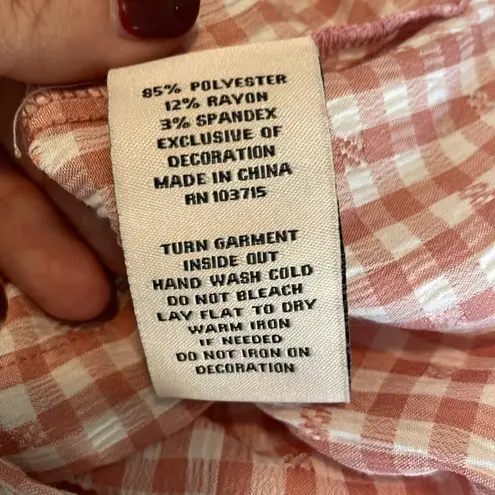 85% POLYESTER
12% RAYON
3% SPANDEX
EXCLUSIVE OF
DECORATION
MADE IN CHINA
RN 103715
TURN GARMENT
INSIDE OUT
HAND WASH COLD
DO NOT BLEACH
LAY FLAT TO DRY
WARM IRON
IF NEEDED
DO NOT IRON ON
DECORATION